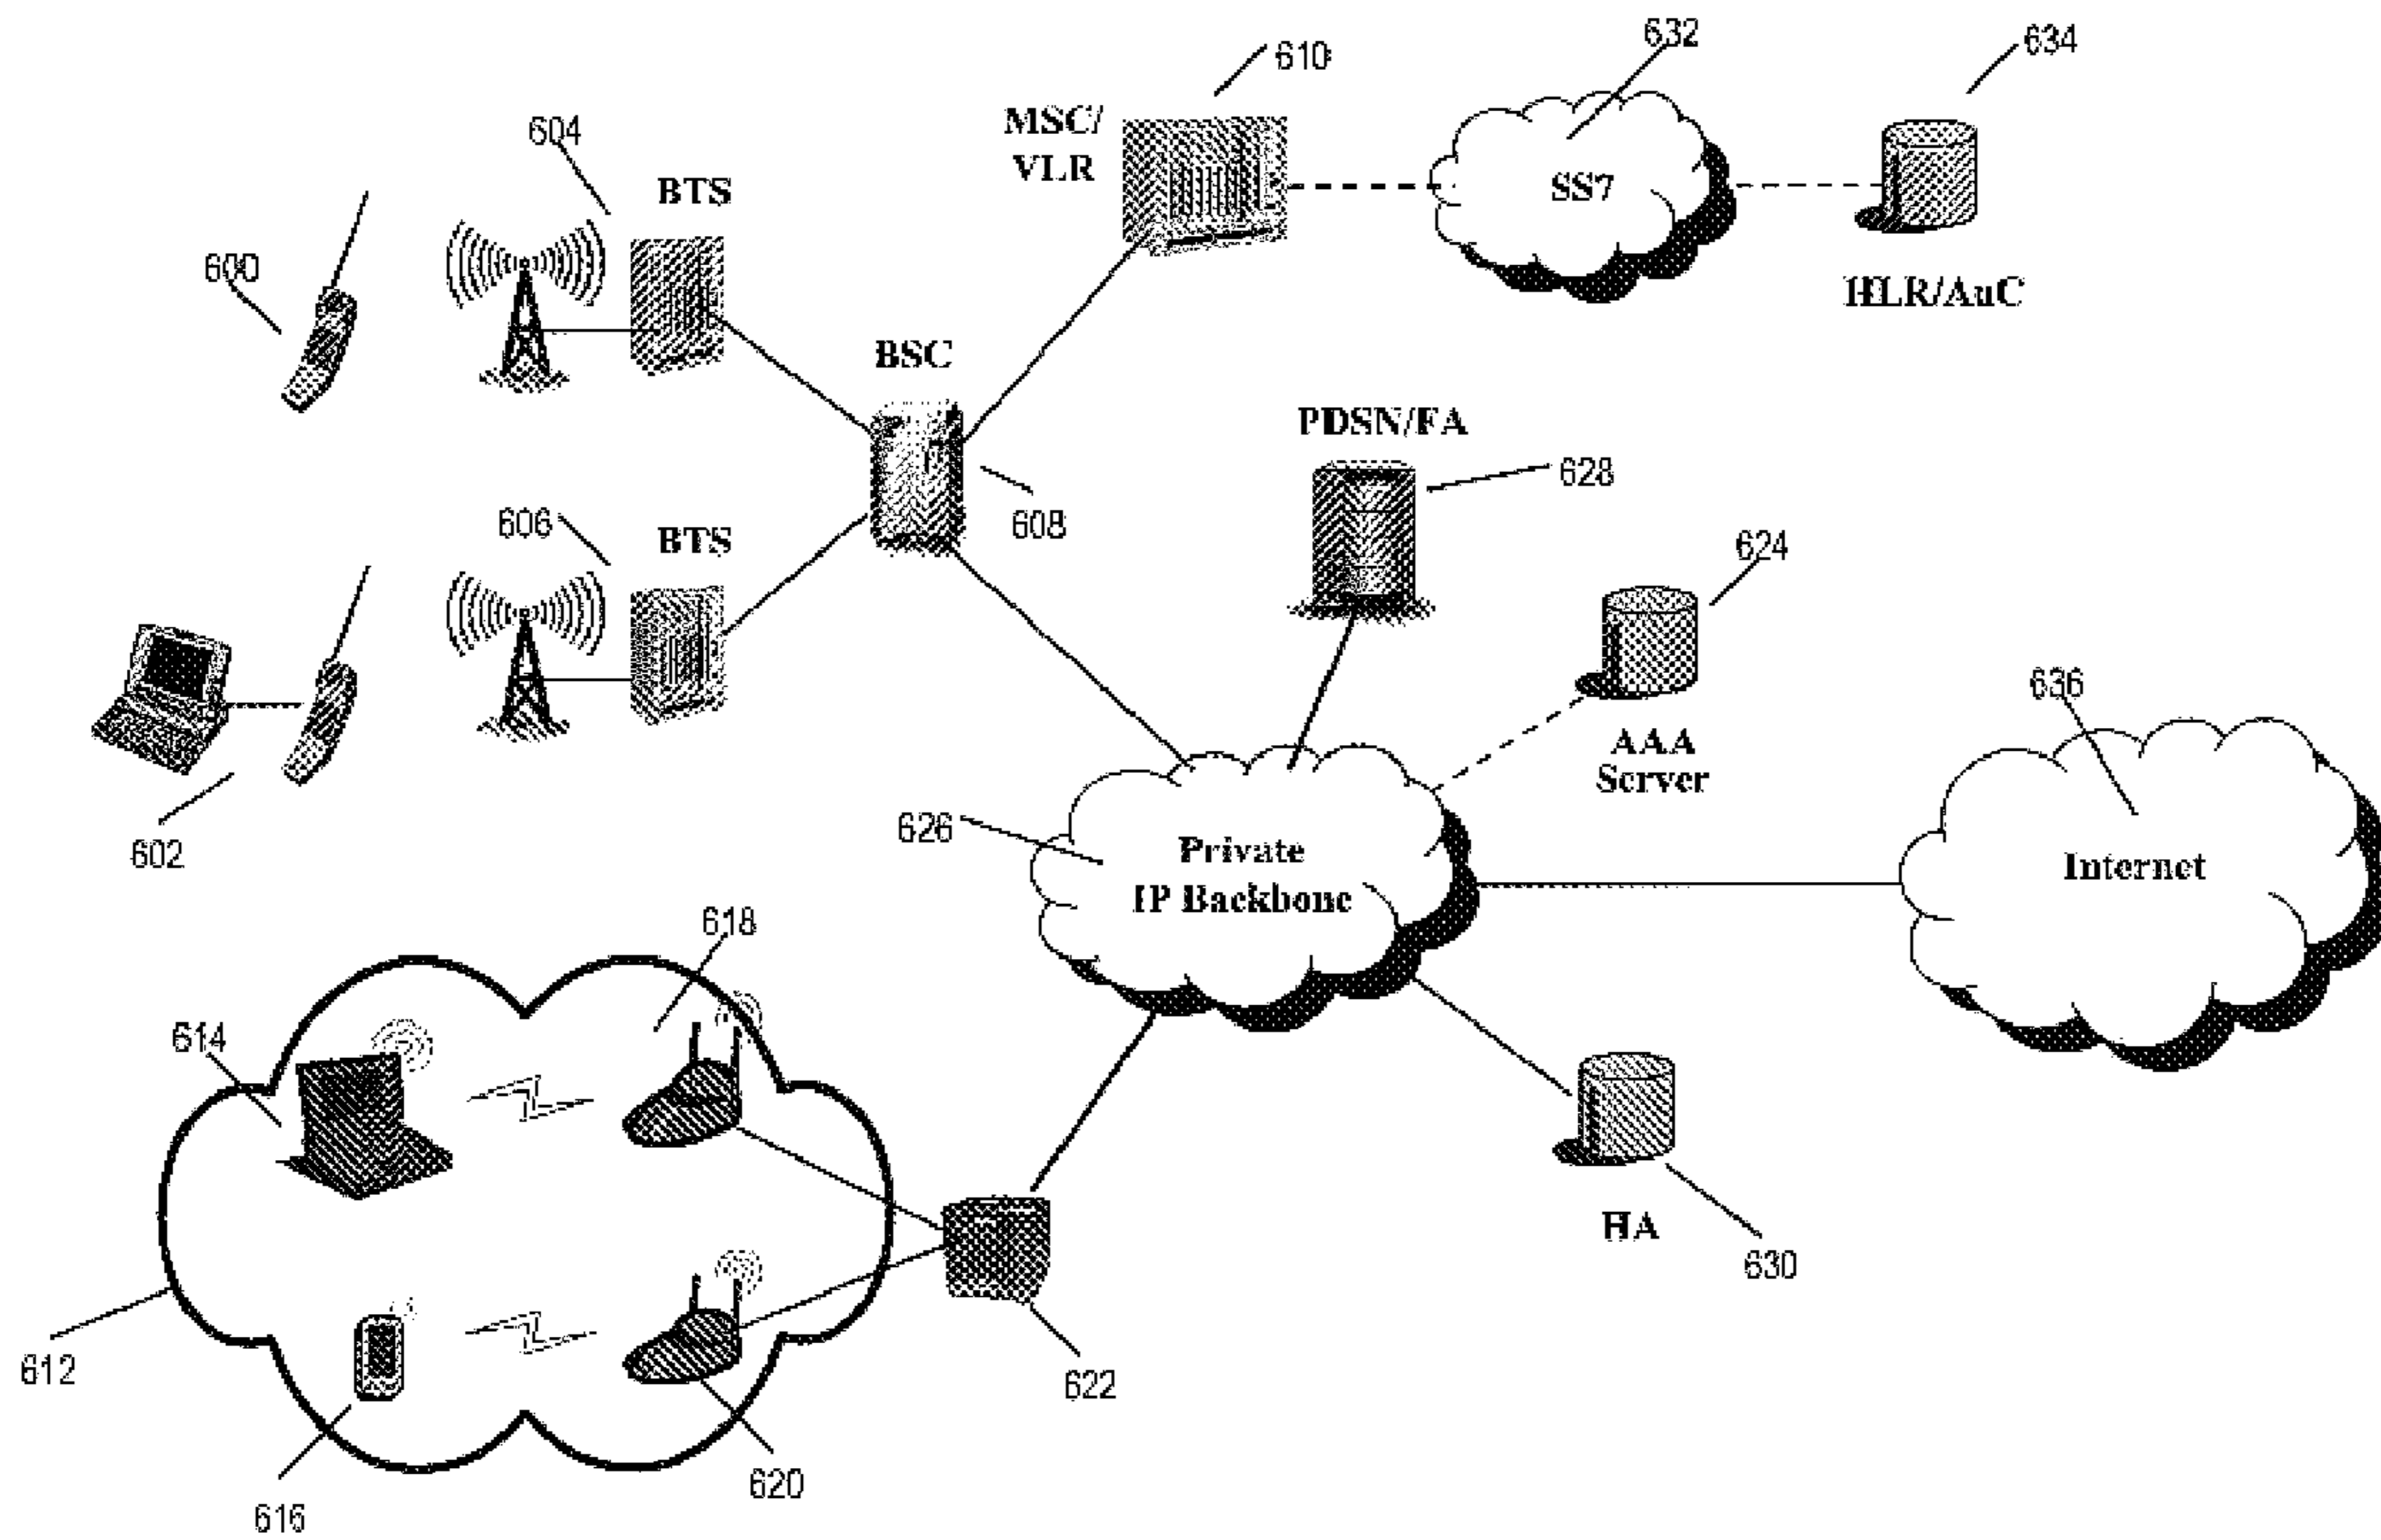 632
634
610
MSC/
VLR
604
BTS
SS7
600
HLR/AuC
BSC
PDSN/FA
628
606
BTS
608
624
636
AAA
Server
602
626
Private
IP Backbone
Internet
618
614
HA
630
612
622
620
616